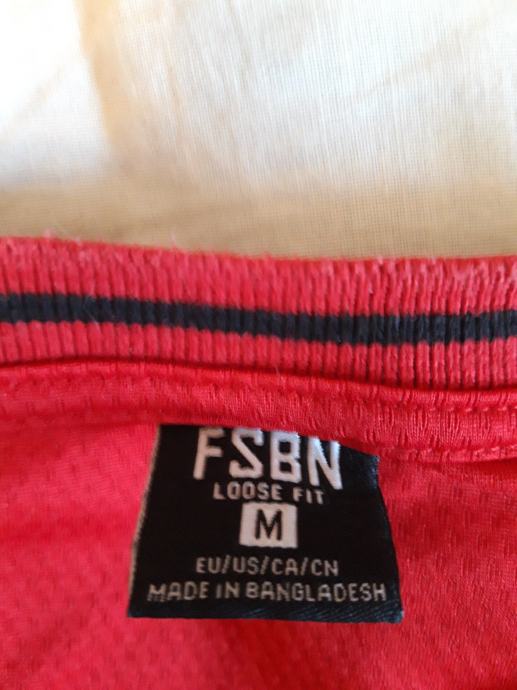 FSBN
LOOSE FIT
M
EU/US/CA/CN
MADE IN BANGLADESH